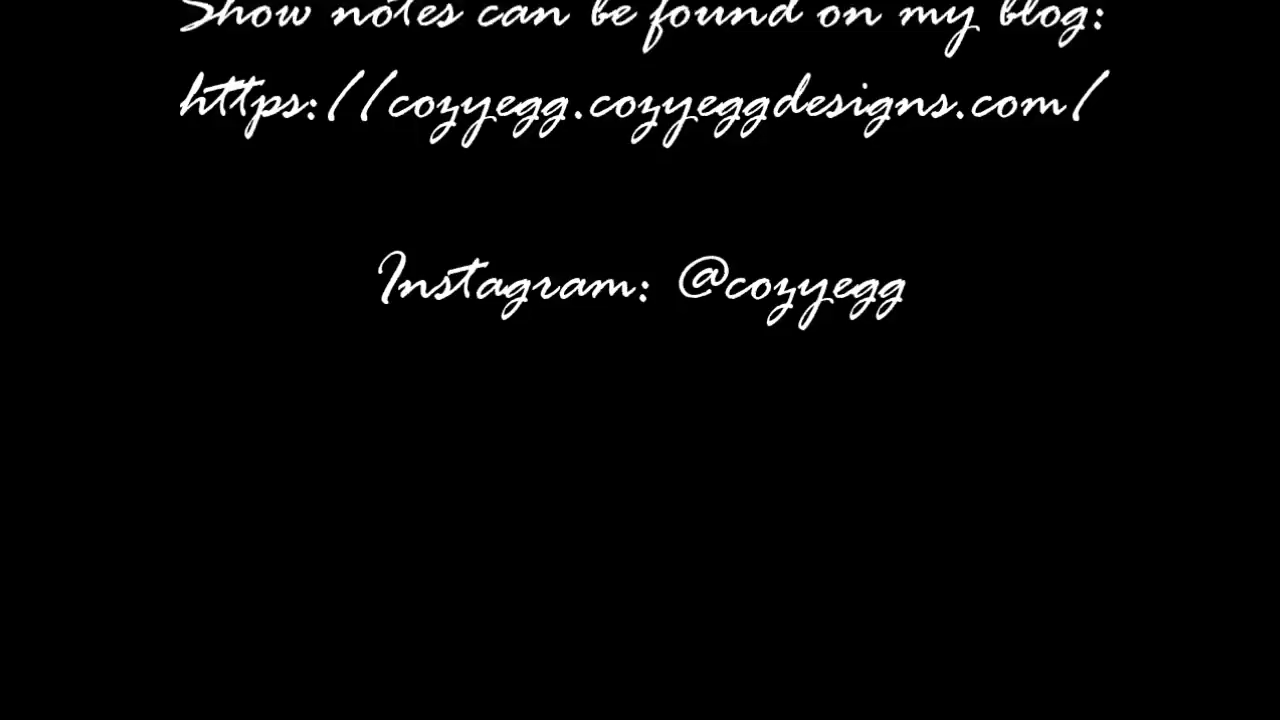 Show notes can be found on my blog:
https://cozyegg.cozyeggdesigns.com/
Instagram: @cozyegg